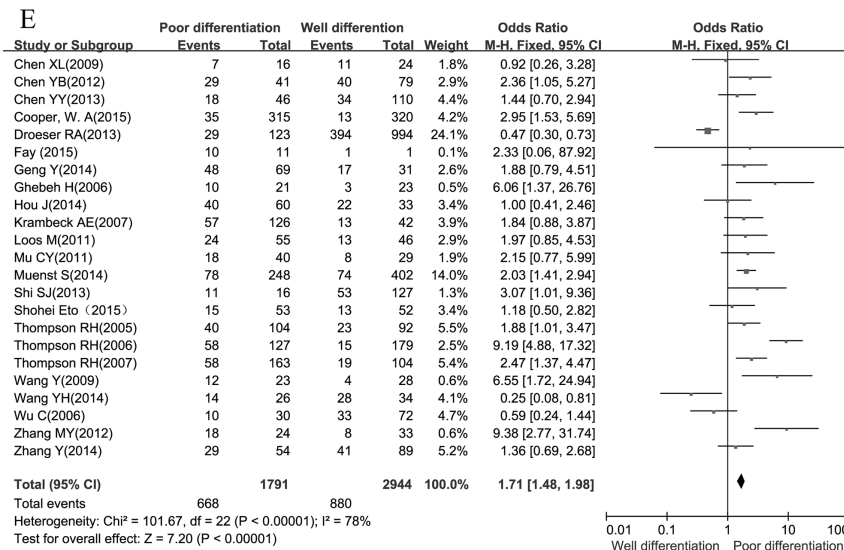 E
Poor differentiation Well differention Odds Ratio Odds Ratio
Study or Subgroup Events Total Events Total Weight M-H, Fixed, 95% CI M-H, Fixed, 95% CI
Chen XL(2009) 7 16 11 24 1.8% 0.92 [0.26, 3.28]
Chen YB(2012) 29 41 40 79 2.2% 2.36 [1.05, 5.27]
Chen YY(2013) 18 46 34 110 4.4% 1.44 [0.70, 2.94]
Cooper, W. A(2015) 35 315 13 320 4.2% 2.95 [1.53, 5.69]
Droeser RA(2013) 29 123 394 994 24.1% 0.47 [0.30, 0.73]
Fay (2015) 10 11 1 1 0.1% 2.33 [0.06, 87.92]
Geng Y(2014) 48 69 17 31 2.6% 1.88 [0.79, 4.51]
Ghebeh H(2006) 10 21 3 23 0.5% 6.06 [1.37, 26.76]
Hou J(2014) 40 60 22 33 3.5% 1.00 [0.41, 2.46]
Krambeck AE(2007) 57 126 13 42 3.9% 1.84 [0.88, 3.87]
Loos M(2011) 24 55 13 46 2.9% 1.97 [0.85, 4.53]
Mu CY(2011) 18 40 8 29 1.9% 2.15 [0.77, 5.99]
Muenst S(2014) 78 248 74 402 14.0% 2.03 [1.41, 2.94]
Shi SJ(2013) 11 16 53 127 1.3% 3.07 [1.01, 9.36]
Shohei Eto（2015） 15 53 13 52 3.4% 1.18 [0.50, 2.82]
Thompson RH(2005) 40 104 23 92 5.5% 1.88 [1.01, 3.47]
Thompson RH(2006) 58 127 15 179 2.5% 9.19 [4.88, 17.32]
Thompson RH(2007) 58 163 19 104 5.4% 2.47 [1.37, 4.47]
Wang Y(2009) 12 23 4 28 0.6% 6.55 [1.72, 24.94]
Wang YH(2014) 14 26 28 34 4.1% 0.25 [0.08, 0.81]
Wu C(2006) 10 30 33 72 4.7% 0.59 [0.24, 1.44]
Zhang MY(2012) 18 24 8 33 0.6% 9.38 [2.77, 31.74]
Zhang Y(2014) 29 54 41 89 5.2% 1.36 [0.69, 2.68]
Total (95% CI) 1791 2944 100.0% 1.71 [1.48, 1.98]
Total events 668 880
Heterogeneity: Chi² = 101.67, df = 22 (P < 0.00001); I² = 78%
Test for overall effect: Z = 7.20 (P < 0.00001)
0.01 0.1 1 10 100
Well differentiation Poor differentiation